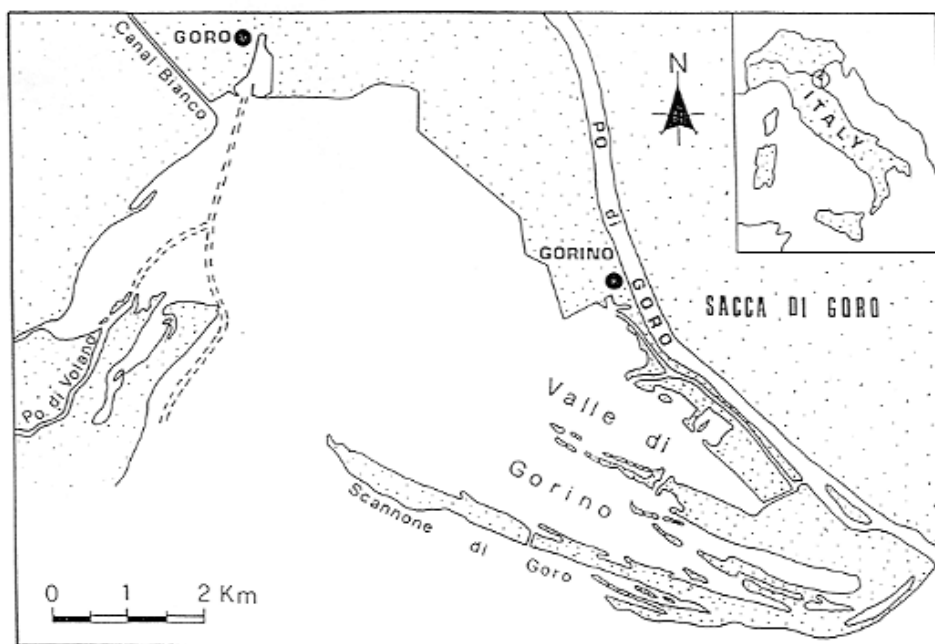 GORO
Canal Bianco
N
ITALY
PO di GORO
GORINO
SACCA DI GORO
Po. di Volano
Valle di
Gorino
Scannone di Goro
0 1 2 Km